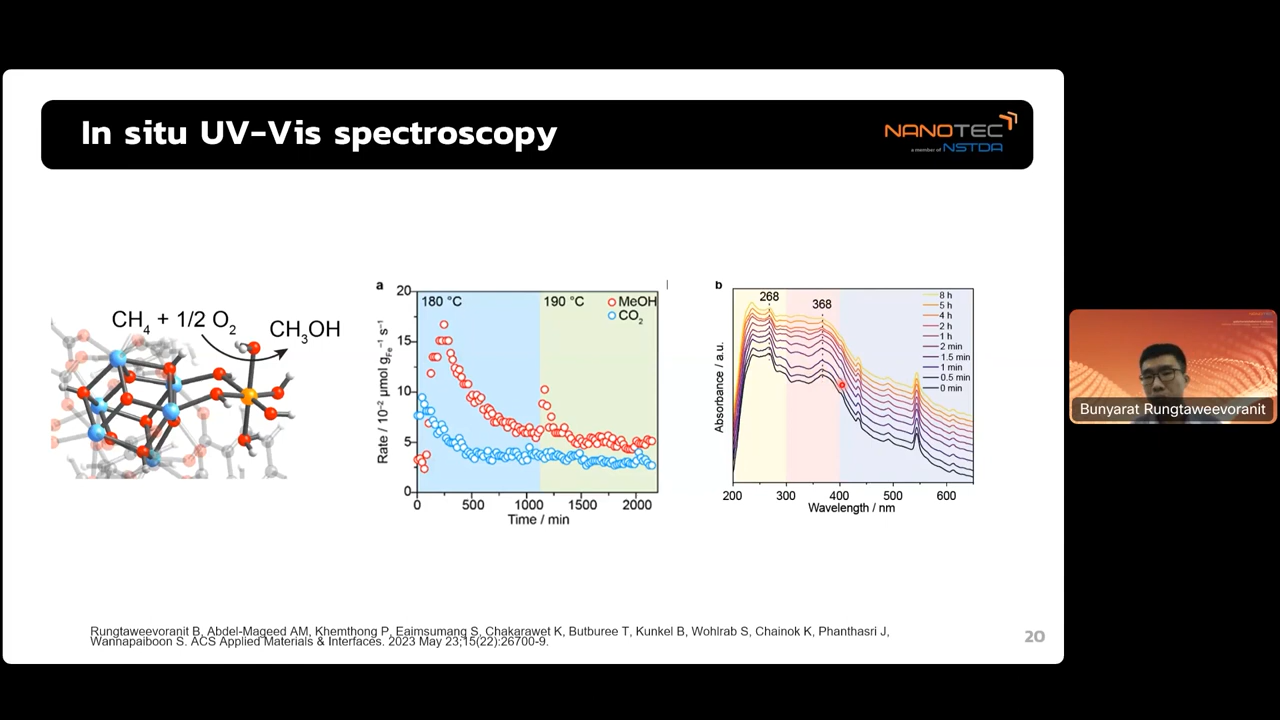 In situ UV-Vis spectroscopy
NANOTEC
a member of NSTDA
CH4 + 1/2 O2
CH3OH
a
20
15
10
5
0
180 °C
190 °C
MeOH
CO2
Rate / 10⁻² μmol gFe⁻¹ s⁻¹
0 500 1000 1500 2000
Time / min
b
268
368
8 h
5 h
4 h
2 h
1 h
2 min
1.5 min
1 min
0.5 min
0 min
Absorbance / a.u.
200 300 400 500 600
Wavelength / nm
Rungtaweevoranit B, Abdel-Mageed AM, Khemthong P, Eaimsumang S, Chakarawet K, Butburee T, Kunkel B, Wohlrab S, Chainok K, Phanthasri J,
Wannapaiboon S. ACS Applied Materials & Interfaces. 2023 May 23;15(22):26700-9.
20
Bunyarat Rungtaweevoranit